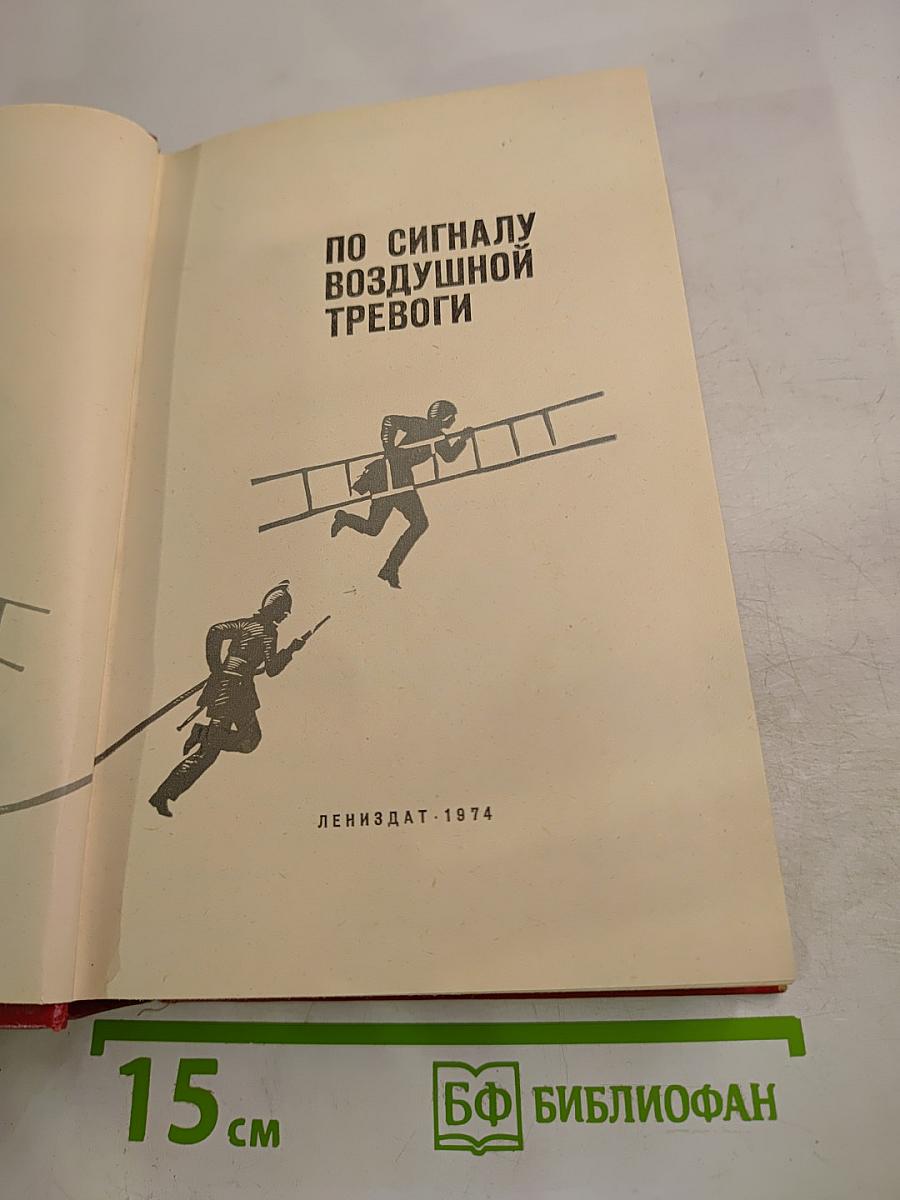 ПО СИГНАЛУ
ВОЗДУШНОЙ
ТРЕВОГИ
ЛЕНИЗДАТ · 1974
15 см
БФ БИБЛИОФАН